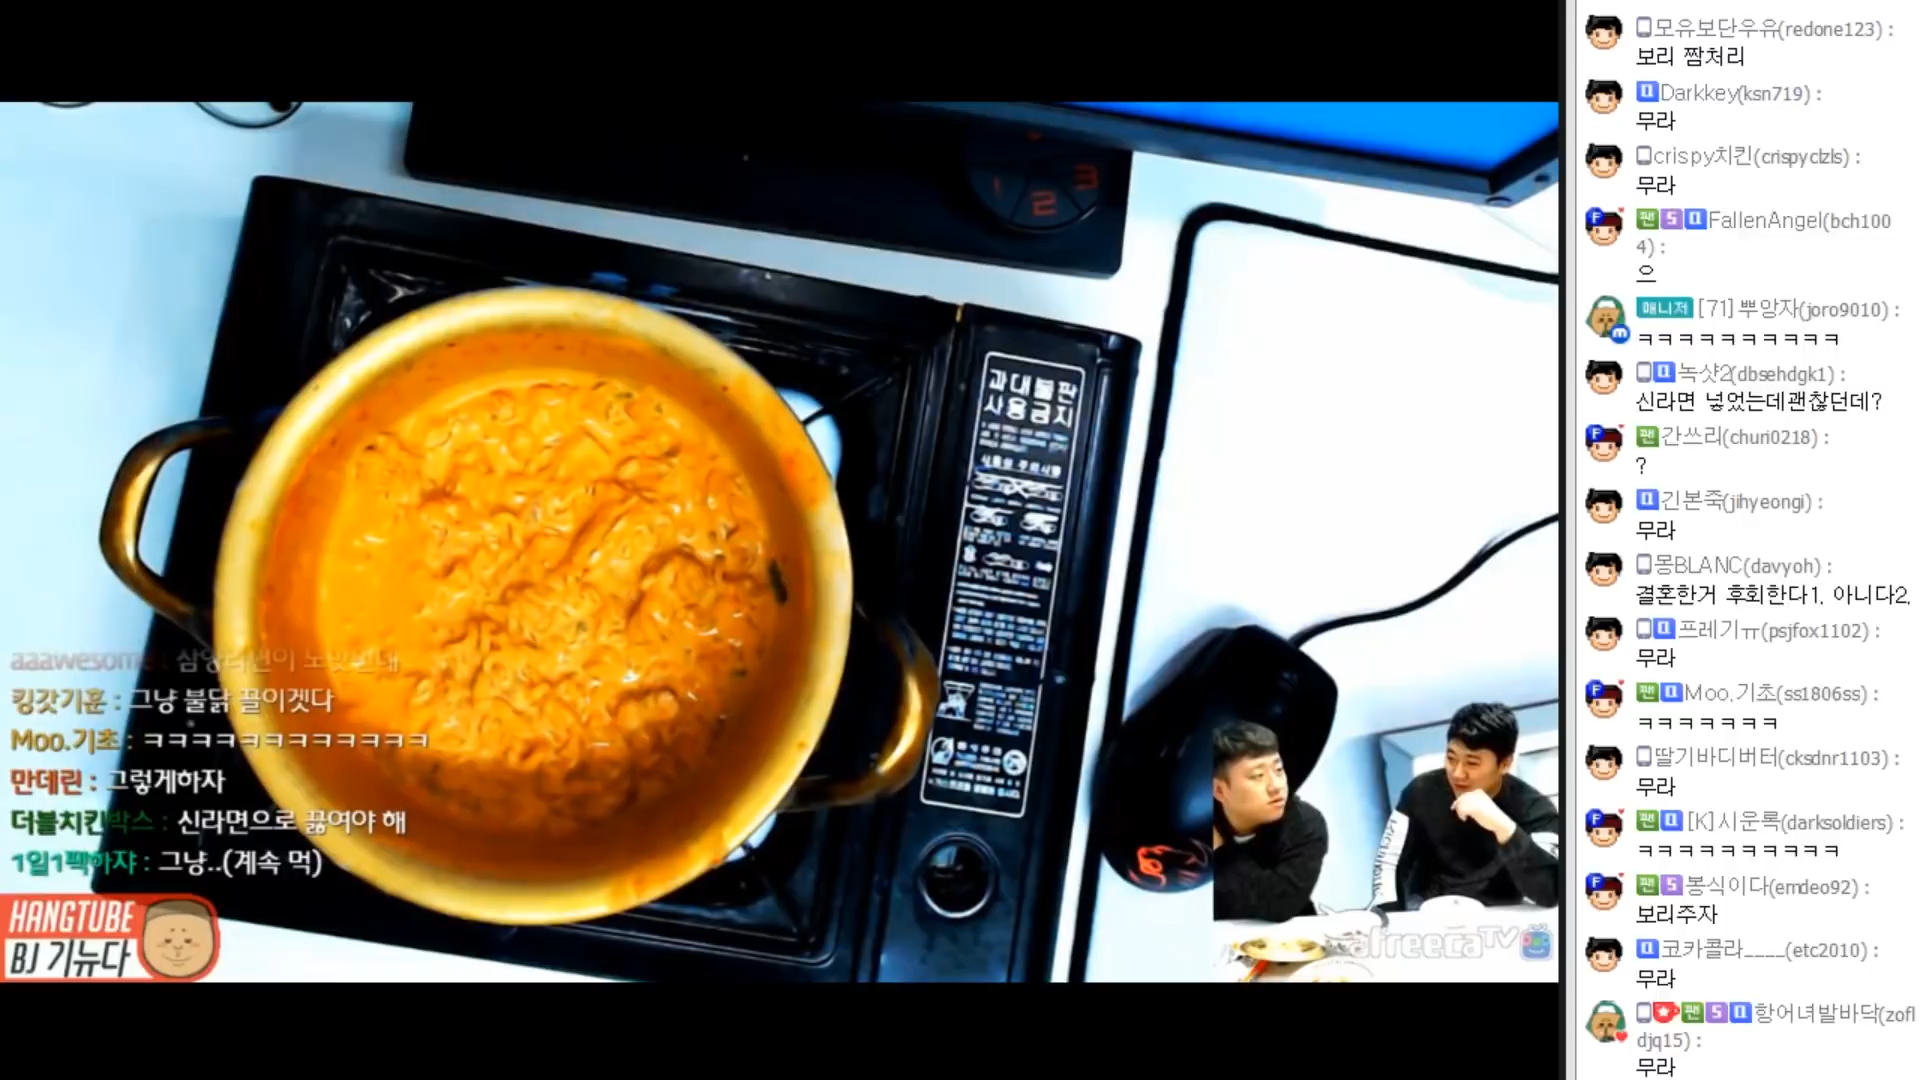 과대불판
사용금지
1
2
3
킹갓기훈 : 그냥 불닭 끓이겟다
Moo.기초 : ㅋㅋㅋㅋㅋㅋㅋㅋㅋㅋㅋㅋ
만데린 : 그렇게하자
더블치킨박스 : 신라면으로 끓여야 해
1일1팩하쟈 : 그냥..(계속 먹)
HANGTUBE
BJ 기뉴다
afreecaTV
모유보단우유(redone123) :
보리 짬처리
Darkkey(ksn719) :
무라
crispy치킨(crispyclzls) :
무라
팬 S FallenAngel(bch100
4) :
으
매니저 [71] 뿌앙자(joro9010) :
ㅋㅋㅋㅋㅋㅋㅋㅋㅋㅋ
녹샷2(dbsehdgk1) :
신라면 넣었는데괜찮던데?
팬 간쓰리(churi0218) :
?
긴본죽(jihyeongi) :
무라
몽BLANC(davyoh) :
결혼한거 후회한다1. 아니다2.
프레기ㅠ(psjfox1102) :
무라
팬 Moo.기초(ss1806ss) :
ㅋㅋㅋㅋㅋㅋㅋ
딸기바디버터(cksdnr1103) :
무라
팬 [K]시운록(darksoldiers) :
ㅋㅋㅋㅋㅋㅋㅋㅋㅋㅋ
팬 S 봉식이다(emdeo92) :
보리주자
코카콜라____(etc2010) :
무라
팬 S 항어녀발바닥(zofl
djq15) :
무라